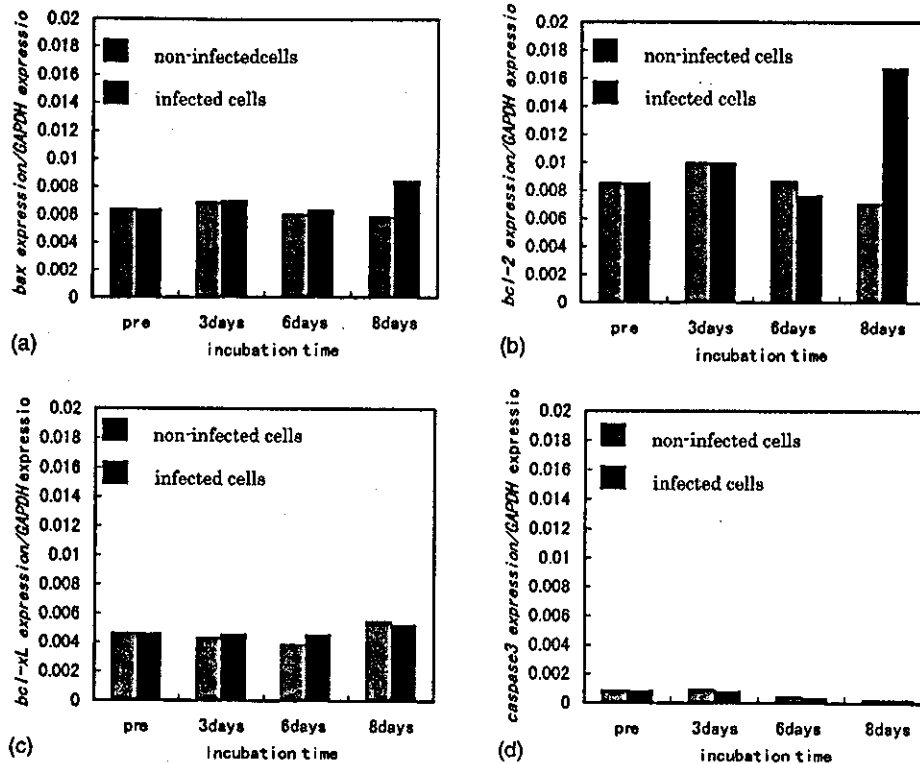 bax expression/GAPDH expressio
0.02
0.018
0.016
0.014
0.012
0.01
0.008
0.006
0.004
0.002
0
non-infectedcells
infected cells
pre 3days 6days 8days
incubation time
(a)
bcl-2 expression/GAPDH expressio
0.02
0.018
0.016
0.014
0.012
0.01
0.008
0.006
0.004
0.002
0
non-infected cells
infected cells
pre 3days 6days 8days
incubation time
(b)
bcl-xL expression/GAPDH expressio
0.02
0.018
0.016
0.014
0.012
0.01
0.008
0.006
0.004
0.002
0
non-infected cells
infected cells
pre 3days 6days 8days
Incubation time
(c)
caspase3 expression/GAPDH expressio
0.02
0.018
0.016
0.014
0.012
0.01
0.008
0.006
0.004
0.002
0
non-infected cells
infected cells
pre 3days 6days 8days
incubation time
(d)